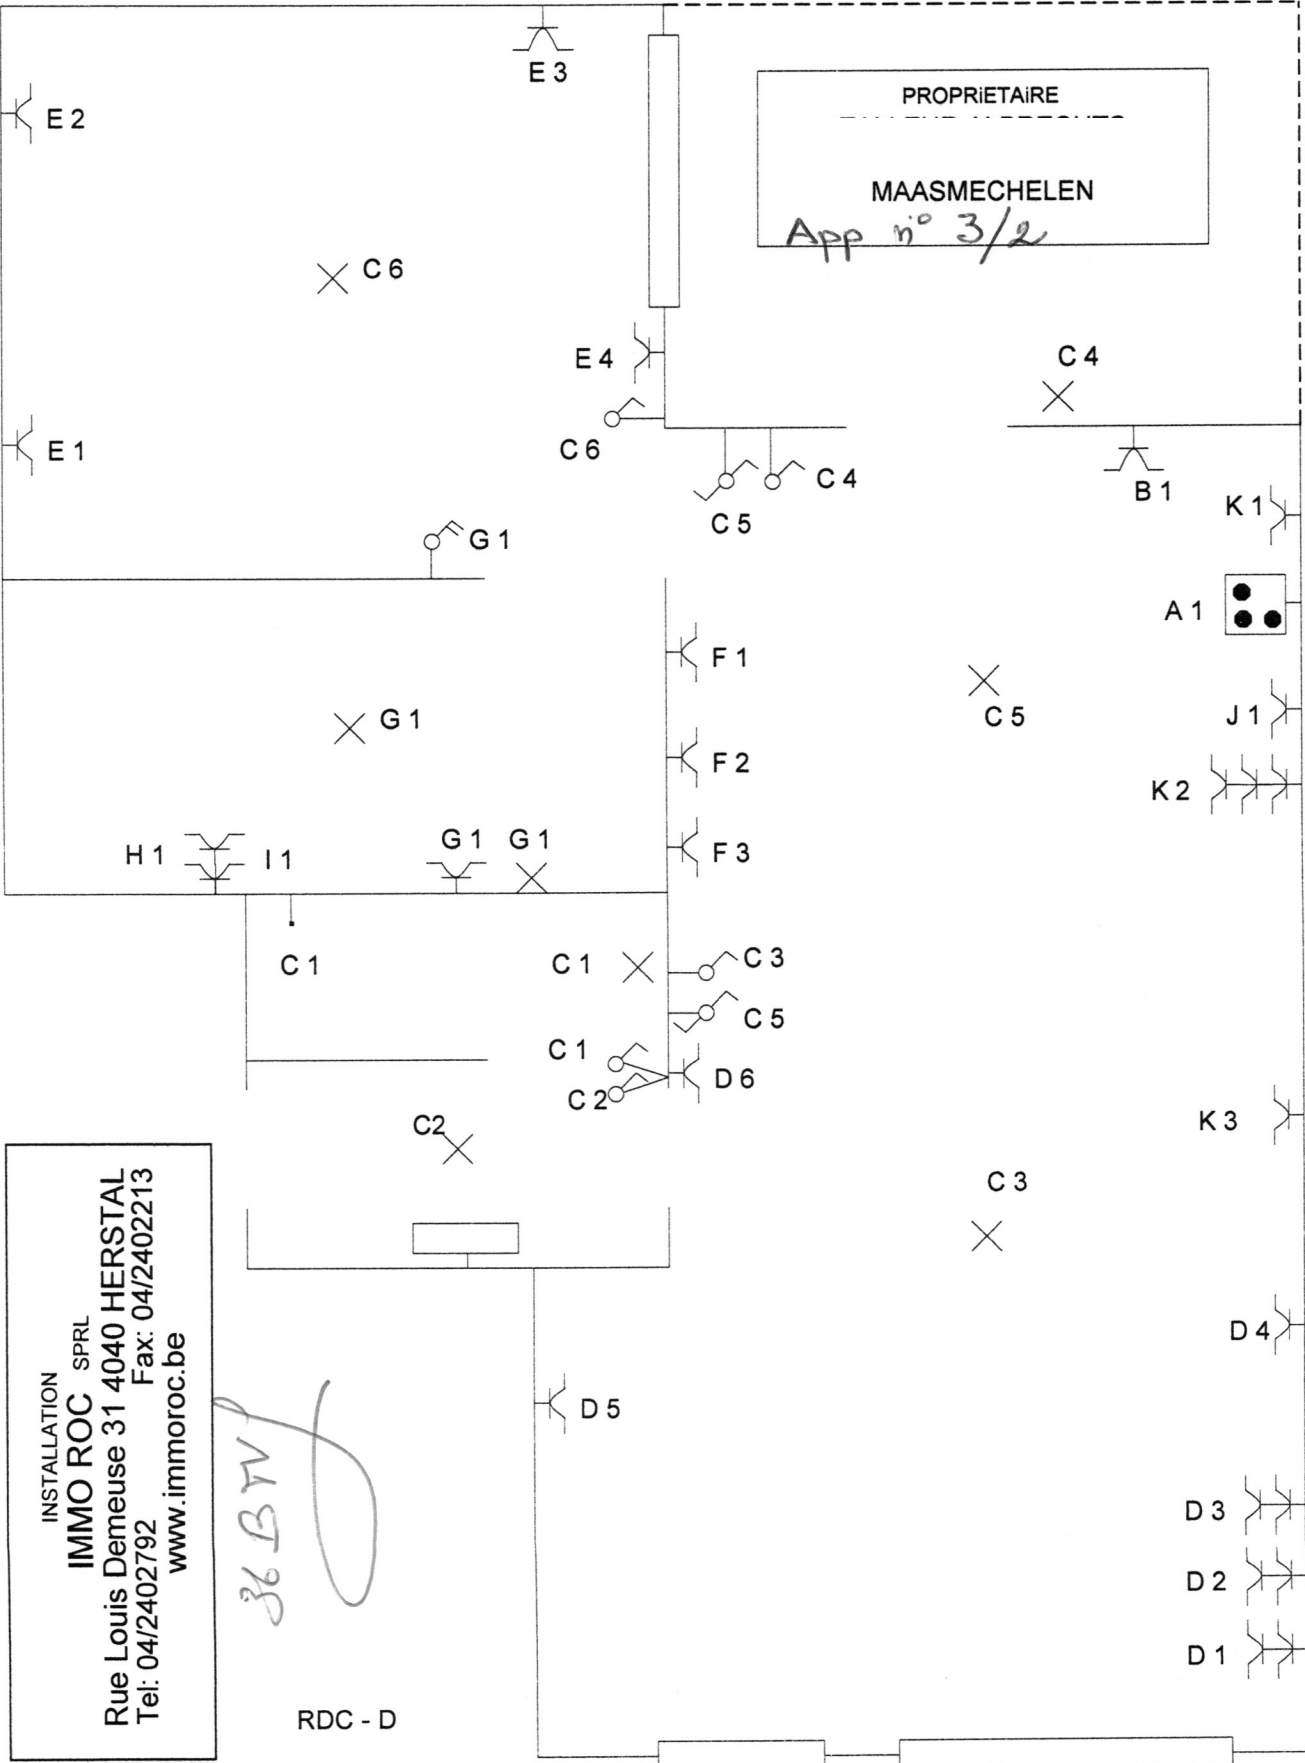 E 3
E 2
PROPRiETAiRE
MAASMECHELEN
App n° 3/2
C 6
E 4
C 4
C 6
E 1
C 4
B 1
C 5
K 1
G 1
A 1
F 1
C 5
J 1
G 1
F 2
K 2
H 1
I 1
G 1
G 1
F 3
C 1
C 1
C 3
C 5
C 1
C 2
D 6
C2
K 3
C 3
D 4
D 5
D 3
D 2
D 1
INSTALLATION
IMMO ROC SPRL
Rue Louis Demeuse 31 4040 HERSTAL
Tel: 04/2402792 Fax: 04/2402213
www.immoroc.be
RDC - D